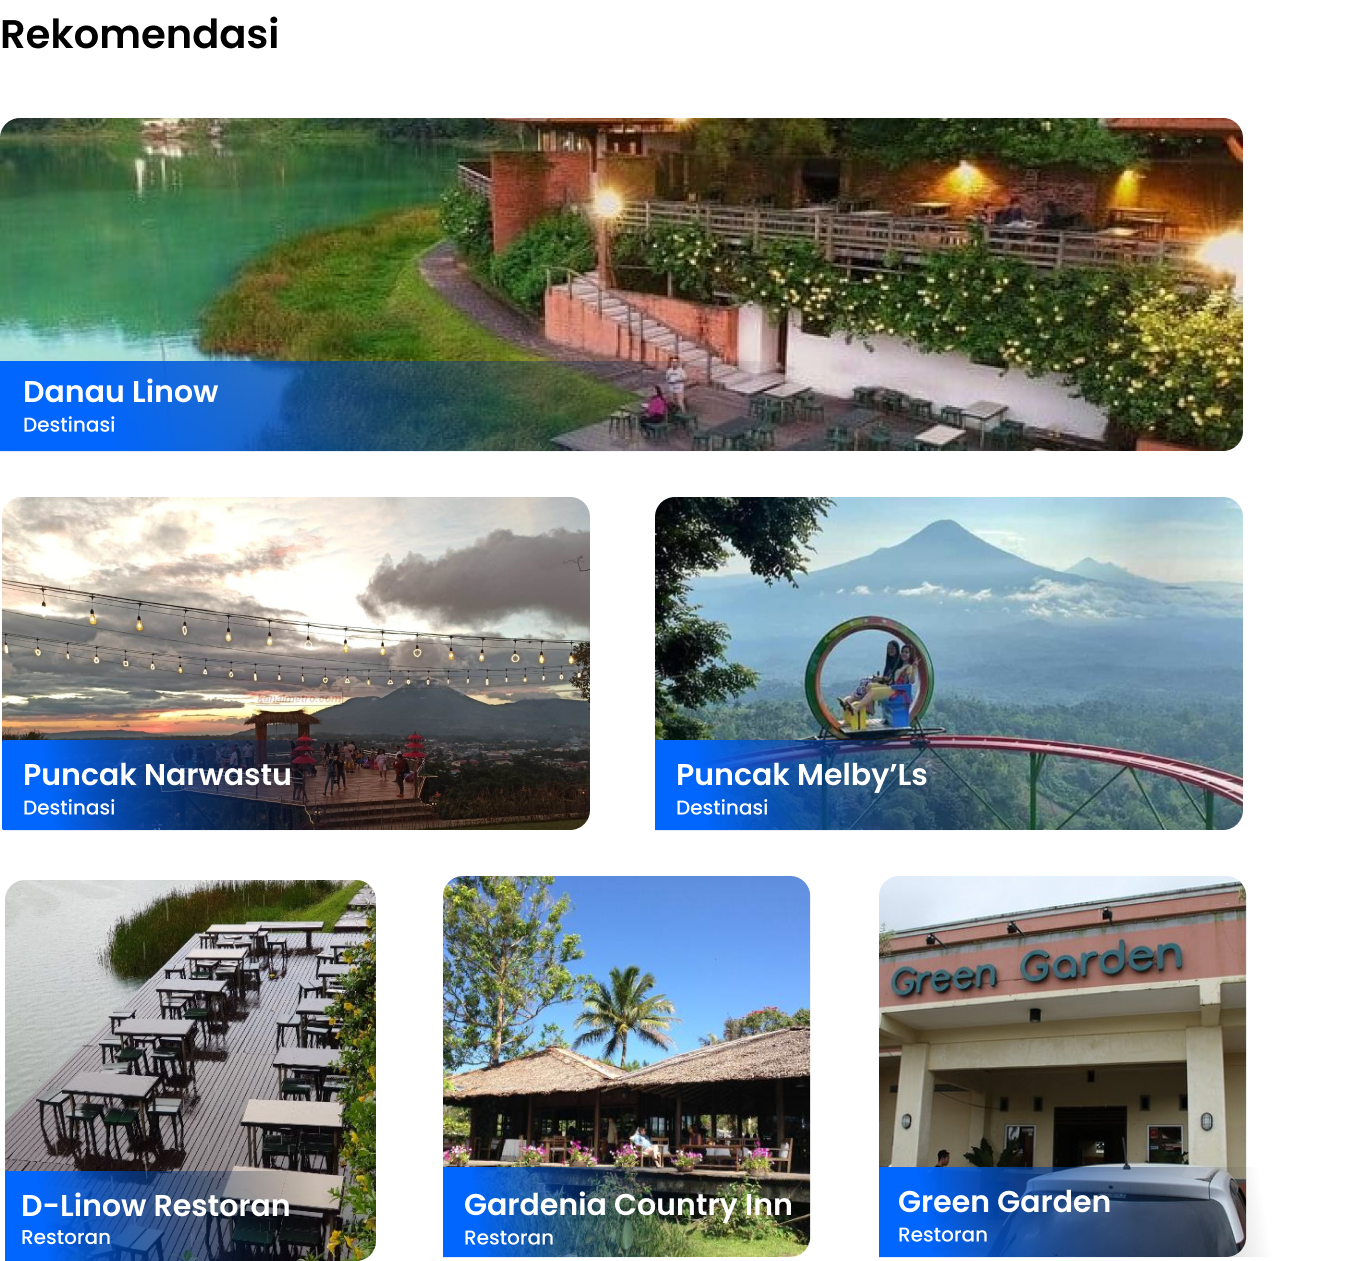 Rekomendasi
Danau Linow
Destinasi
Puncak Narwastu
Destinasi
Puncak Melby’Ls
Destinasi
D-Linow Restoran
Restoran
Gardenia Country Inn
Restoran
Green Garden
Green Garden
Restoran